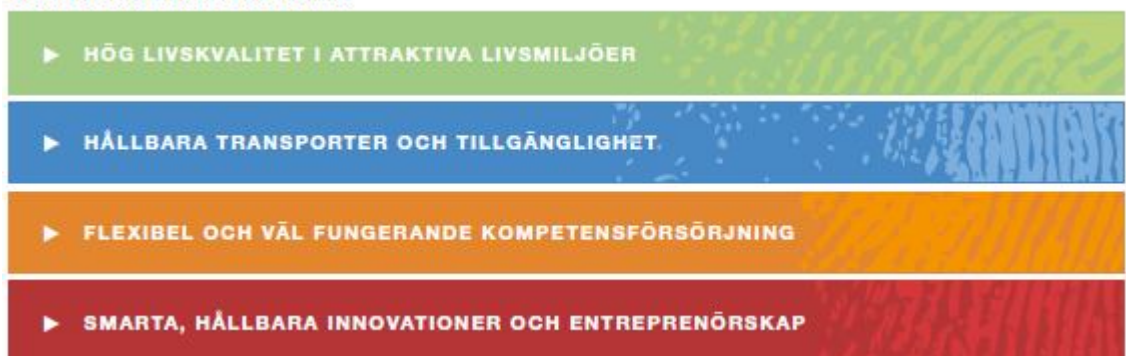 HÖG LIVSKVALITET I ATTRAKTIVA LIVSMILJÖER
HÅLLBARA TRANSPORTER OCH TILLGÄNGLIGHET
FLEXIBEL OCH VÄL FUNGERANDE KOMPETENSFÖRSÖRJNING
SMARTA, HÅLLBARA INNOVATIONER OCH ENTREPRENÖRSKAP